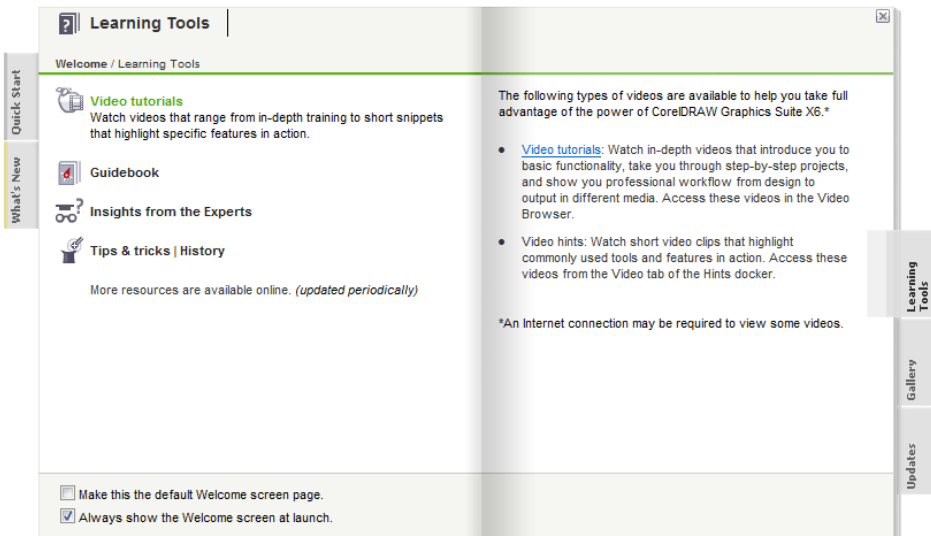 Learning Tools
Welcome / Learning Tools
Quick Start
What's New
Video tutorials
Watch videos that range from in-depth training to short snippets
that highlight specific features in action.
Guidebook
Insights from the Experts
Tips & tricks | History
More resources are available online. (updated periodically)
The following types of videos are available to help you take full
advantage of the power of CorelDRAW Graphics Suite X6.*
• Video tutorials: Watch in-depth videos that introduce you to
basic functionality, take you through step-by-step projects,
and show you professional workflow from design to
output in different media. Access these videos in the Video
Browser.
• Video hints: Watch short video clips that highlight
commonly used tools and features in action. Access these
videos from the Video tab of the Hints docker.
*An Internet connection may be required to view some videos.
Learning
Tools
Gallery
Updates
Make this the default Welcome screen page.
Always show the Welcome screen at launch.